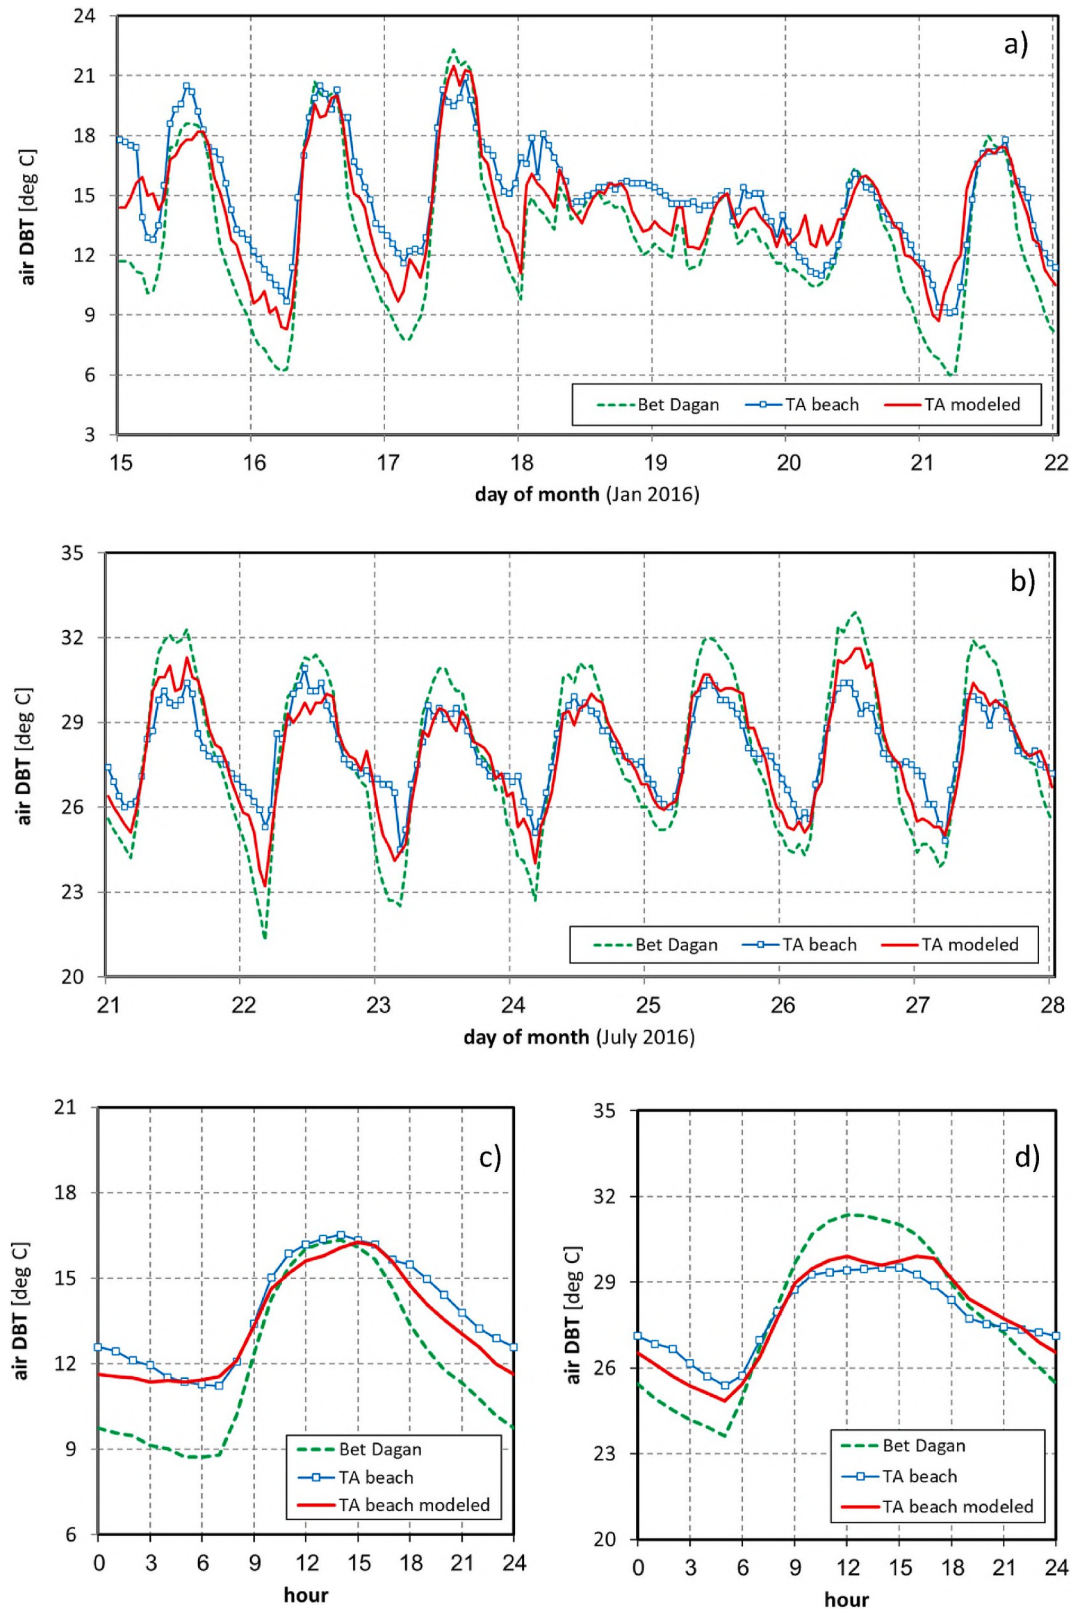 a)
24
21
18
15
12
9
6
3
air DBT [deg C]
Bet Dagan TA beach TA modeled
15 16 17 18 19 20 21 22
day of month (Jan 2016)
b)
35
32
29
26
23
20
air DBT [deg C]
Bet Dagan TA beach TA modeled
21 22 23 24 25 26 27 28
day of month (July 2016)
c)
21
18
15
12
9
6
air DBT [deg C]
Bet Dagan
TA beach
TA beach modeled
0 3 6 9 12 15 18 21 24
hour
d)
35
32
29
26
23
20
air DBT [deg C]
Bet Dagan
TA beach
TA beach modeled
0 3 6 9 12 15 18 21 24
hour